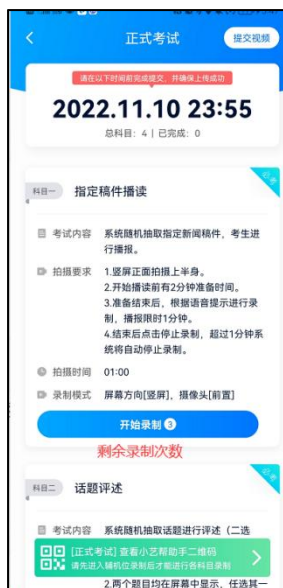 正式考试
提交视频
请在以下时间前完成提交，并确保上传成功
2022.11.10 23:55
总科目：4 | 已完成：0
必考
科目一
指定稿件播读
考试内容 系统随机抽取指定新闻稿件，考生进
行播报。
拍摄要求 1.竖屏正面拍摄上半身。
2.开始播读前有2分钟准备时间。
3.准备结束后，根据语音提示进行录
制，播报限时1分钟。
4.结束后点击停止录制，超过1分钟系
统将自动停止录制。
拍摄时间 01:00
录制模式 屏幕方向[竖屏]，摄像头[前置]
开始录制 3
剩余录制次数
必考
科目二
话题评述
考试内容 系统随机抽取话题进行评述（二选
[正式考试] 查看小艺帮助手二维码
请先进入辅机位录制后才能进行各科目录制
2.两个题目均在屏幕中显示，任选其一